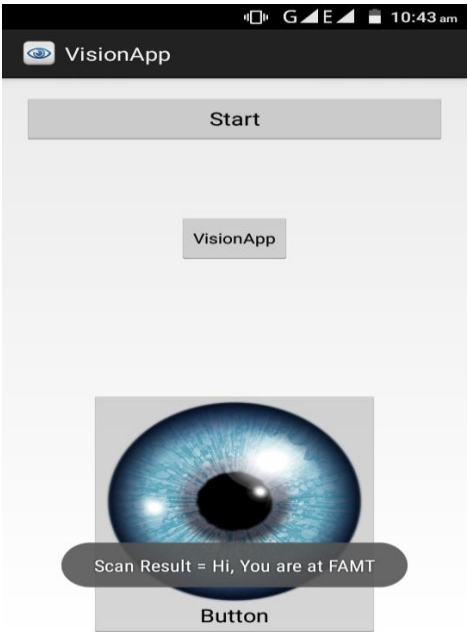 G E 10:43 am
VisionApp
Start
VisionApp
Scan Result = Hi, You are at FAMT
Button